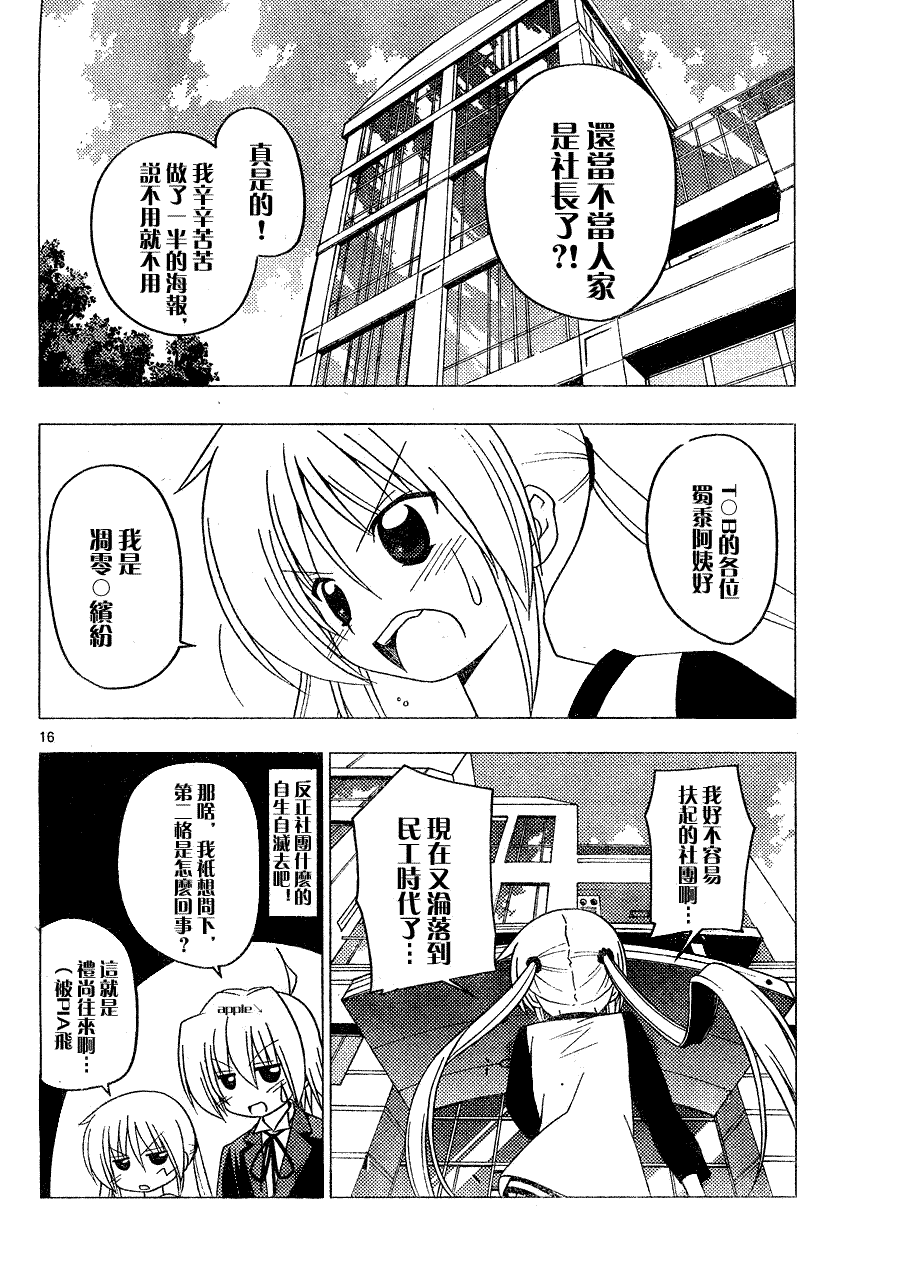 還當不當人家
是社長了?!
真是的！
我辛辛苦苦
做了一半的海報，
説不用就不用
T○B的各位
蜀黍阿姨好
我是
凋零○繽紛
16
我好不容易
扶起的社團啊…
現在又淪落到
民工時代了…
反正社團什麼的
自生自滅去吧！
那啥，我衹想問下，
第二格是怎麼回事？
apple
這就是
禮尚往來啊…
（被PIA飛